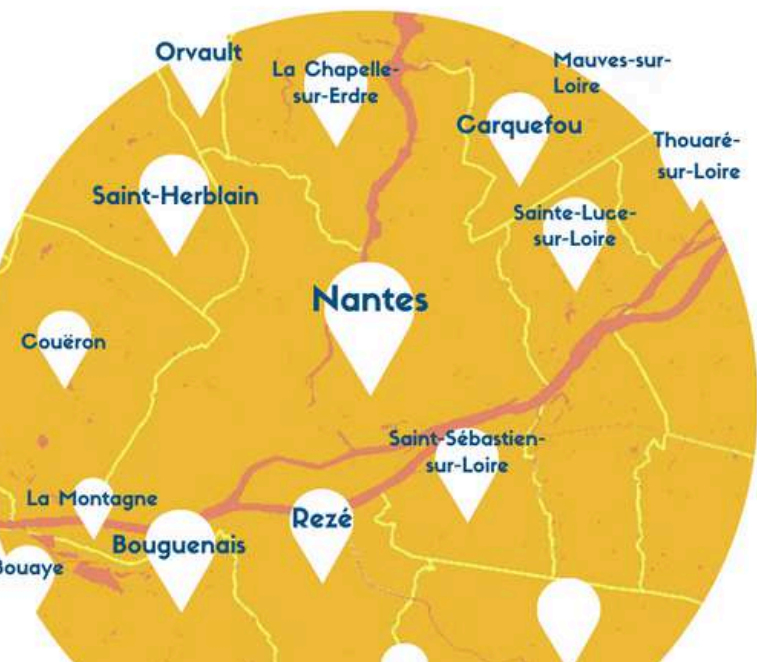 Orvault
La Chapelle-
sur-Erdre
Mauves-sur-
Loire
Carquefou
Thouaré-
sur-Loire
Saint-Herblain
Sainte-Luce-
sur-Loire
Nantes
Couëron
Saint-Sébastien-
sur-Loire
La Montagne
Rezé
Bouguenais
Bouaye